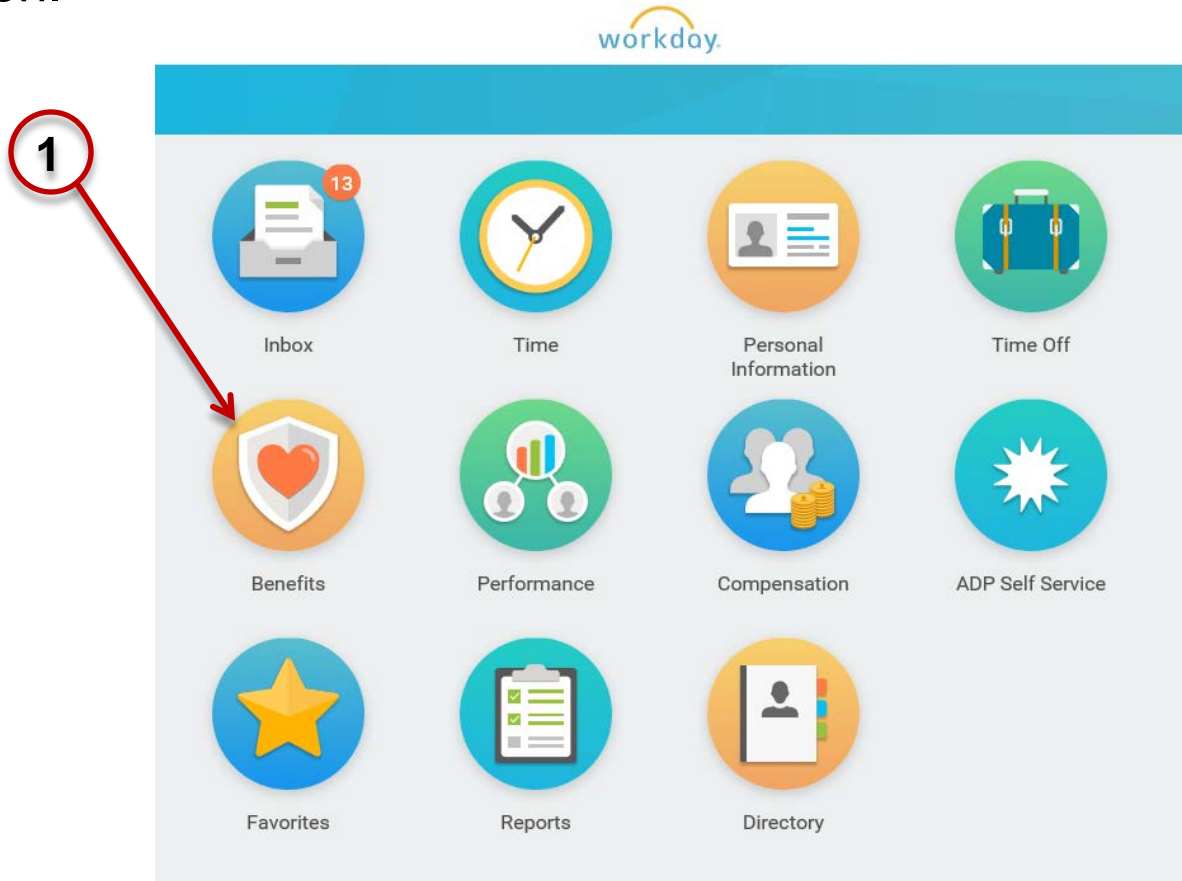 workday.
1
13
Inbox
Time
Personal
Information
Time Off
Benefits
Performance
Compensation
ADP Self Service
Favorites
Reports
Directory